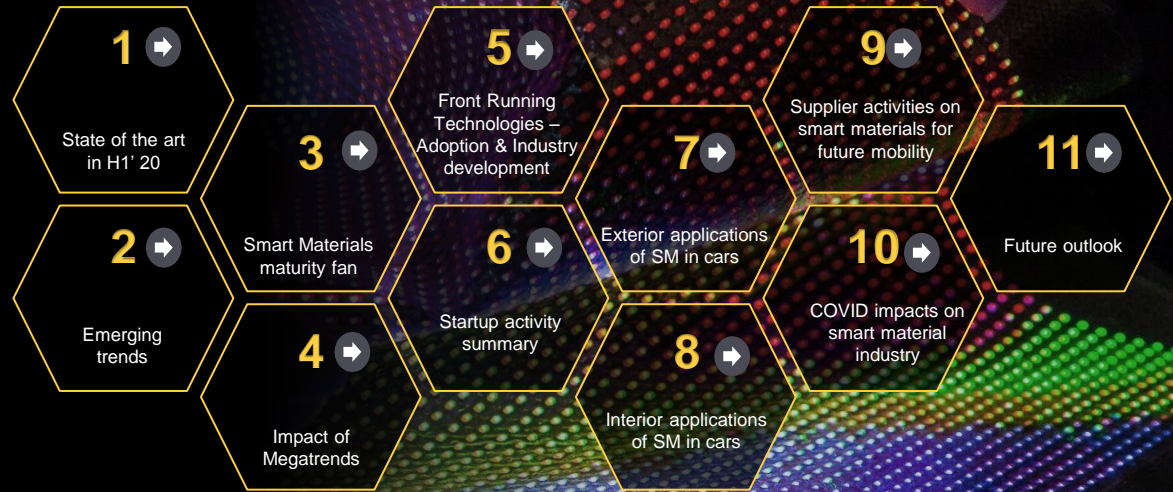 1
State of the art
in H1' 20
2
Emerging
trends
3
Smart Materials
maturity fan
4
Impact of
Megatrends
5
Front Running
Technologies –
Adoption & Industry
development
6
Startup activity
summary
7
Exterior applications
of SM in cars
8
Interior applications
of SM in cars
9
Supplier activities on
smart materials for
future mobility
10
COVID impacts on
smart material
industry
11
Future outlook